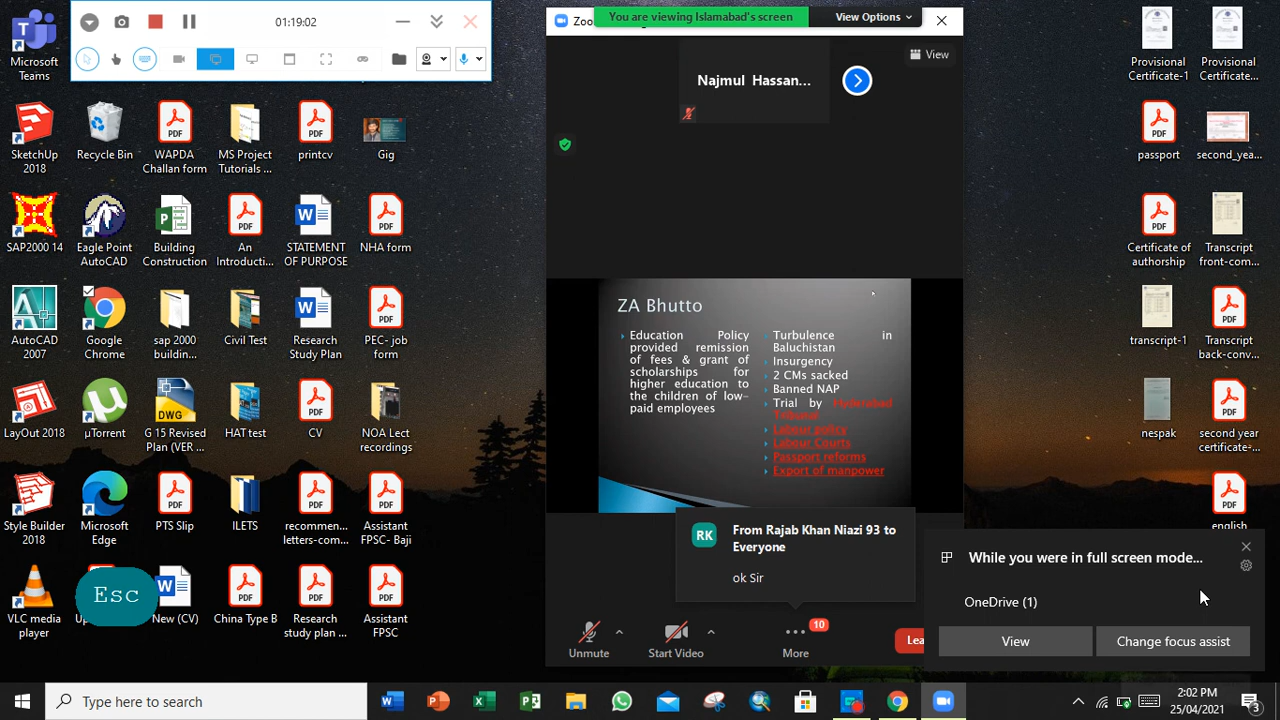 01:19:02
Microsoft
Teams
SketchUp
2018
Recycle Bin
WAPDA
Challan form
MS Project
Tutorials ...
printcv
Gig
SAP2000 14
Eagle Point
AutoCAD
Building
Construction
An
Introducti...
STATEMENT
OF PURPOSE
NHA form
AutoCAD
2007
Google
Chrome
sap 2000
buildin...
Civil Test
Research
Study Plan
PEC- job
form
LayOut 2018
µTorrent
DWG
G 15 Revised
Plan (VER ...
HAT test
CV
NOA Lect
recordings
Style Builder
2018
Microsoft
Edge
PTS Slip
ILETS
recommen...
letters-com...
Assistant
FPSC- Baji
VLC media
player
Esc
New (CV)
China Type B
Research
study plan ...
Assistant
FPSC
You are viewing Islamabad's screen
View Options
View
Najmul Hassan...
ZA Bhutto
Education Policy
provided remission
of fees & grant of
scholarships for
higher education to
the children of low-
paid employees
Turbulence in
Baluchistan
Insurgency
2 CMs sacked
Banned NAP
Trial by Hyderabad
Tribune
Labour policy
Labour Courts
Passport reforms
Export of manpower
RK
From Rajab Khan Niazi 93 to
Everyone
ok Sir
Unmute
Start Video
10
More
Lea
Provisional
Certificate...
Provisional
Certificate...
passport
second_yea...
Certificate of
authorship
Transcript
front-com...
transcript-1
Transcript
back-conv...
nespak
second year
certificate-...
english
While you were in full screen mode...
OneDrive (1)
View
Change focus assist
Type here to search
2:02 PM
25/04/2021
3